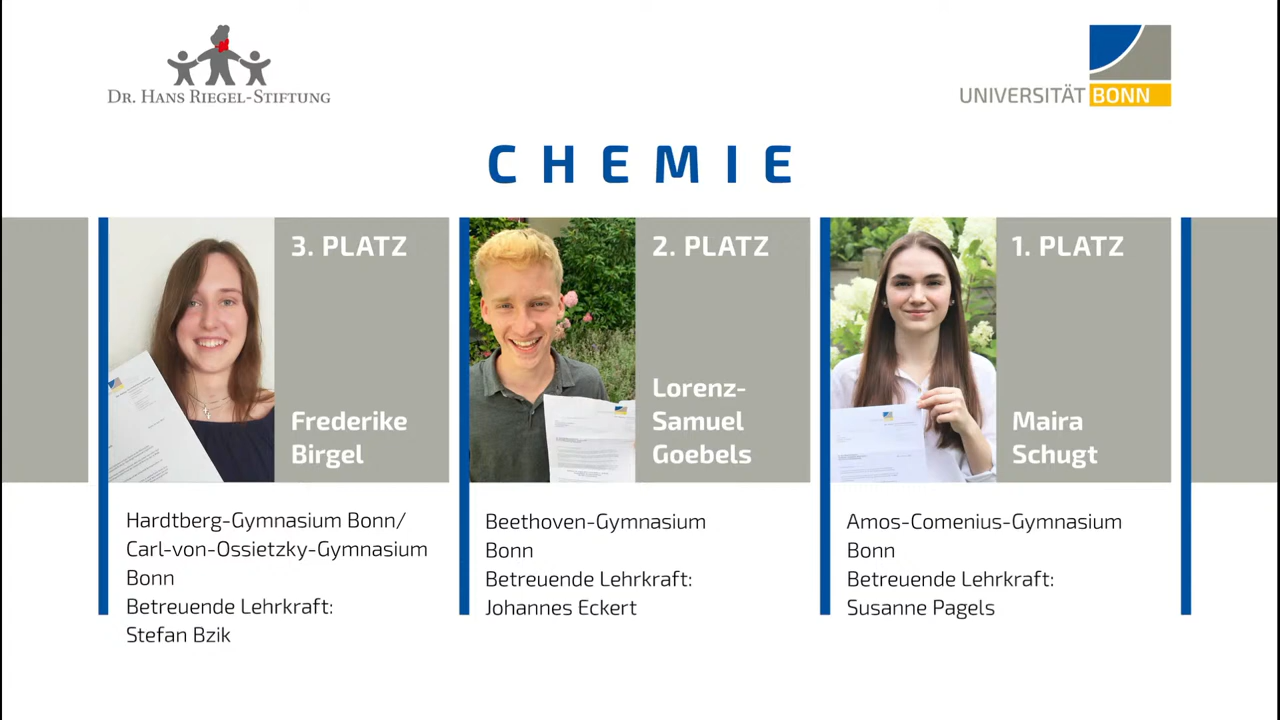 DR. HANS RIEGEL-STIFTUNG
UNIVERSITÄT BONN
CHEMIE
3. PLATZ
Frederike
Birgel
Hardtberg-Gymnasium Bonn/
Carl-von-Ossietzky-Gymnasium
Bonn
Betreuende Lehrkraft:
Stefan Bzik
2. PLATZ
Lorenz-
Samuel
Goebels
Beethoven-Gymnasium
Bonn
Betreuende Lehrkraft:
Johannes Eckert
1. PLATZ
Maira
Schugt
Amos-Comenius-Gymnasium
Bonn
Betreuende Lehrkraft:
Susanne Pagels